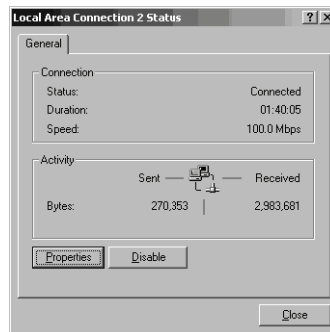 Local Area Connection 2 Status
General
Connection
Status: Connected
Duration: 01:40:05
Speed: 100.0 Mbps
Activity
Sent — Received
Bytes: 270,353 | 2,983,681
Properties Disable
Close